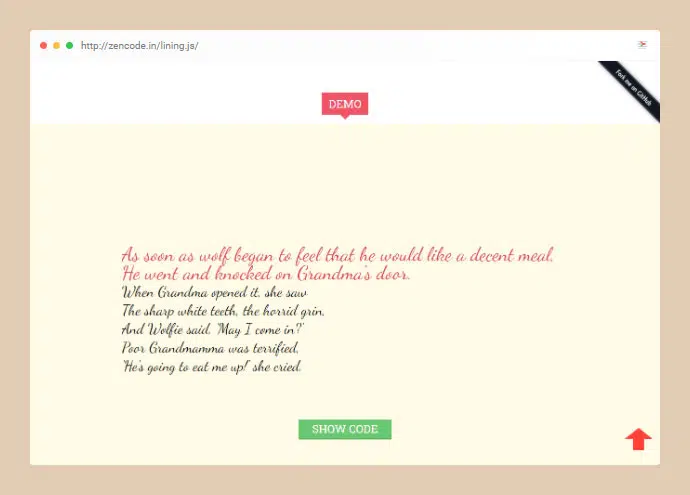 http://zencode.in/lining.js/
Fork me on GitHub
DEMO
As soon as wolf began to feel that he would like a decent meal,
He went and knocked on Grandma's door.
When Grandma opened it, she saw
The sharp white teeth, the horrid grin,
And Wolfie said, 'May I come in?'
Poor Grandmamma was terrified,
'He's going to eat me up!' she cried.
SHOW CODE